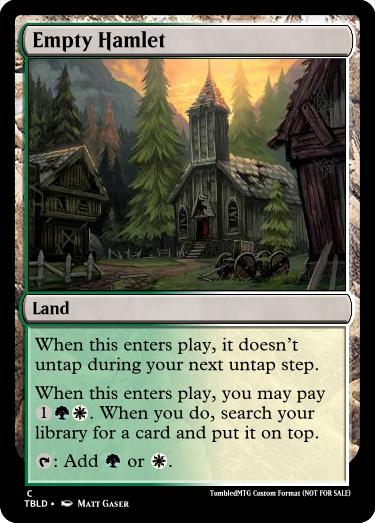 Empty Hamlet
Land
When this enters play, it doesn't
untap during your next untap step.
When this enters play, you may pay
1. When you do, search your
library for a card and put it on top.
: Add or .
C
TBLD • Matt Gaser
TumbledMTG Custom Format (NOT FOR SALE)